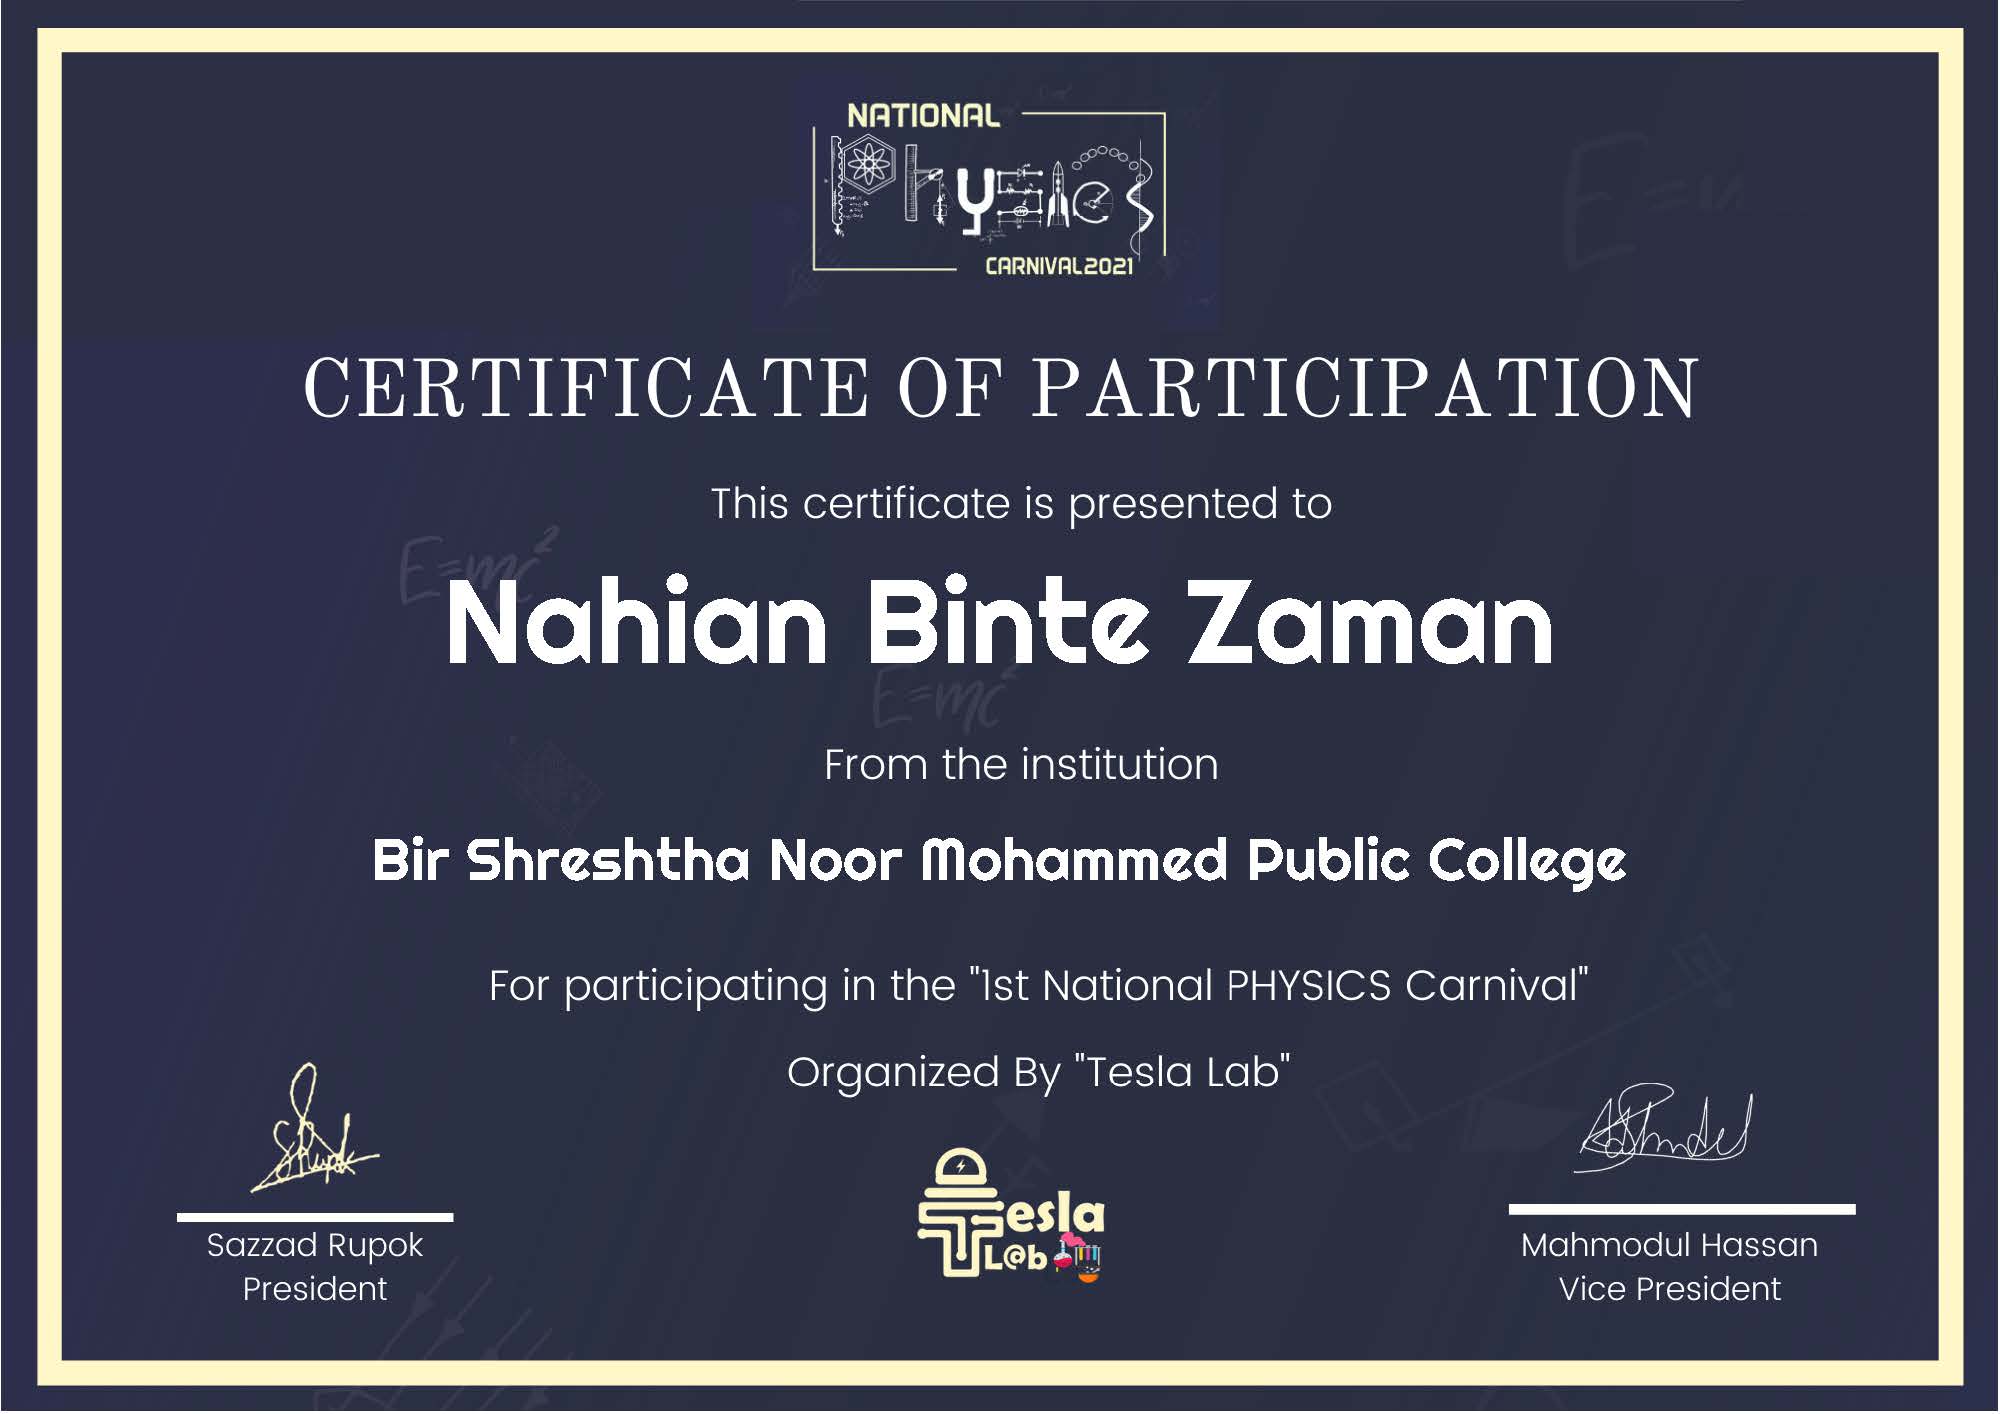 NATIONAL
Physics
CARNIVAL2021
CERTIFICATE OF PARTICIPATION
This certificate is presented to
E=mc²
Nahian Binte Zaman
E=mc²
From the institution
Bir Shreshtha Noor Mohammed Public College
For participating in the "1st National PHYSICS Carnival"
Organized By "Tesla Lab"
Tesla
L@b
Sazzad Rupok
President
Mahmodul Hassan
Vice President